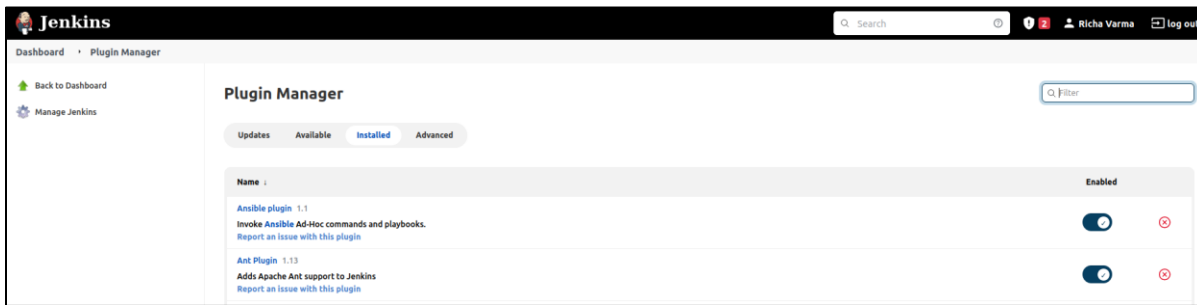 Jenkins
Search
2
Richa Varma
log out
Dashboard
Plugin Manager
Back to Dashboard
Manage Jenkins
Plugin Manager
Filter
Updates Available Installed Advanced
Name ↓ Enabled
Ansible plugin 1.1
Invoke Ansible Ad-Hoc commands and playbooks.
Report an issue with this plugin
Ant Plugin 1.13
Adds Apache Ant support to Jenkins
Report an issue with this plugin